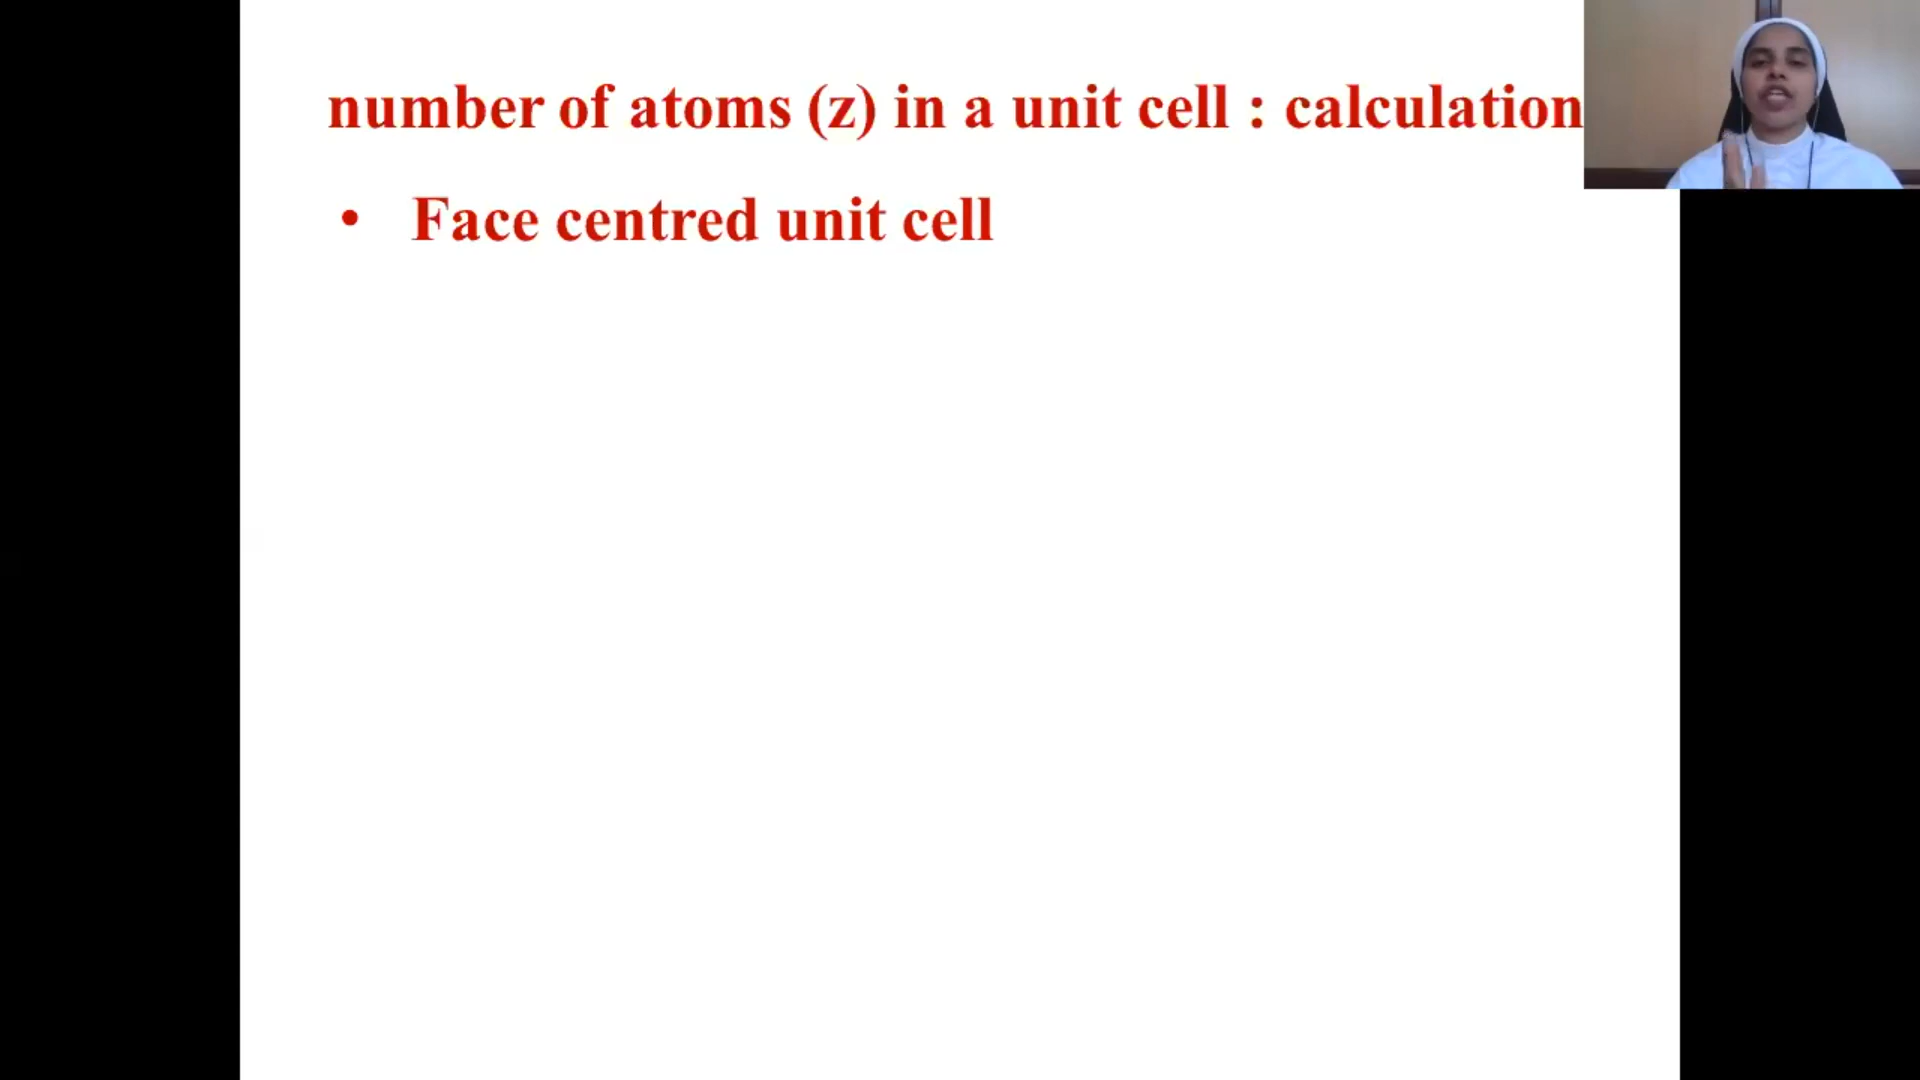 number of atoms (z) in a unit cell : calculation
• Face centred unit cell